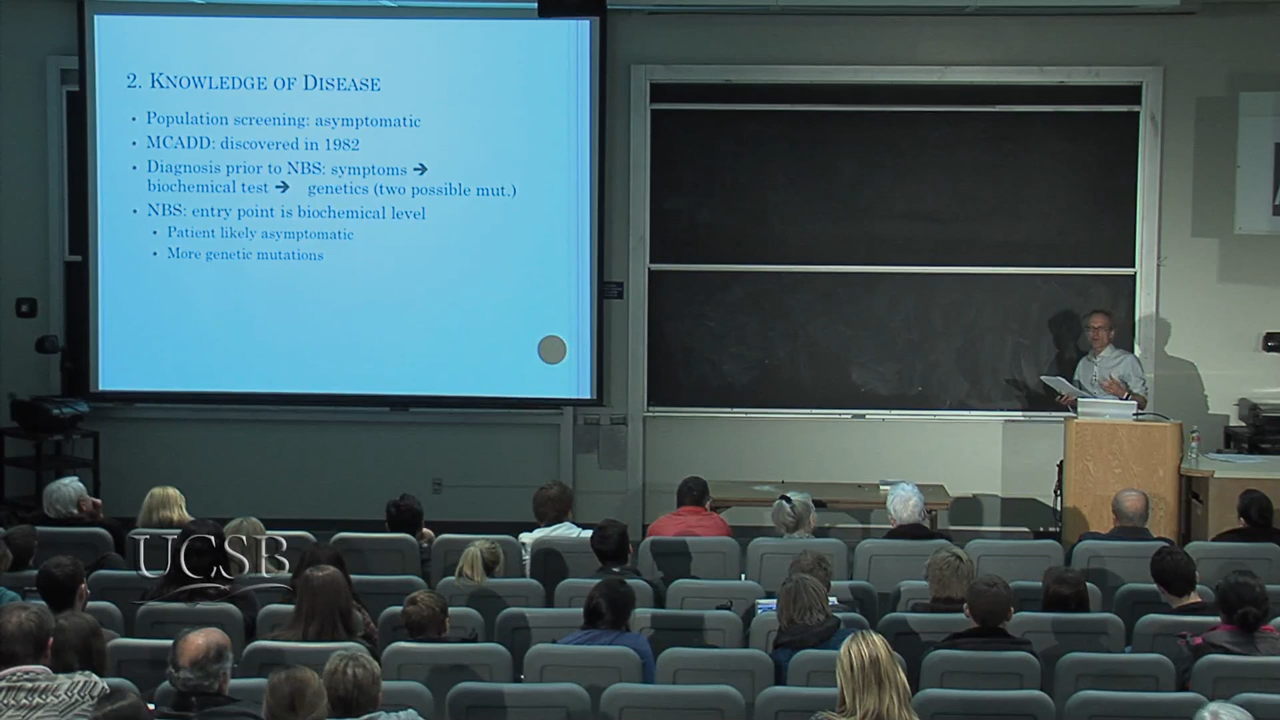 2. Knowledge of Disease
• Population screening: asymptomatic
• MCADD: discovered in 1982
• Diagnosis prior to NBS: symptoms ➔
biochemical test ➔ genetics (two possible mut.)
• NBS: entry point is biochemical level
• Patient likely asymptomatic
• More genetic mutations
UCSB